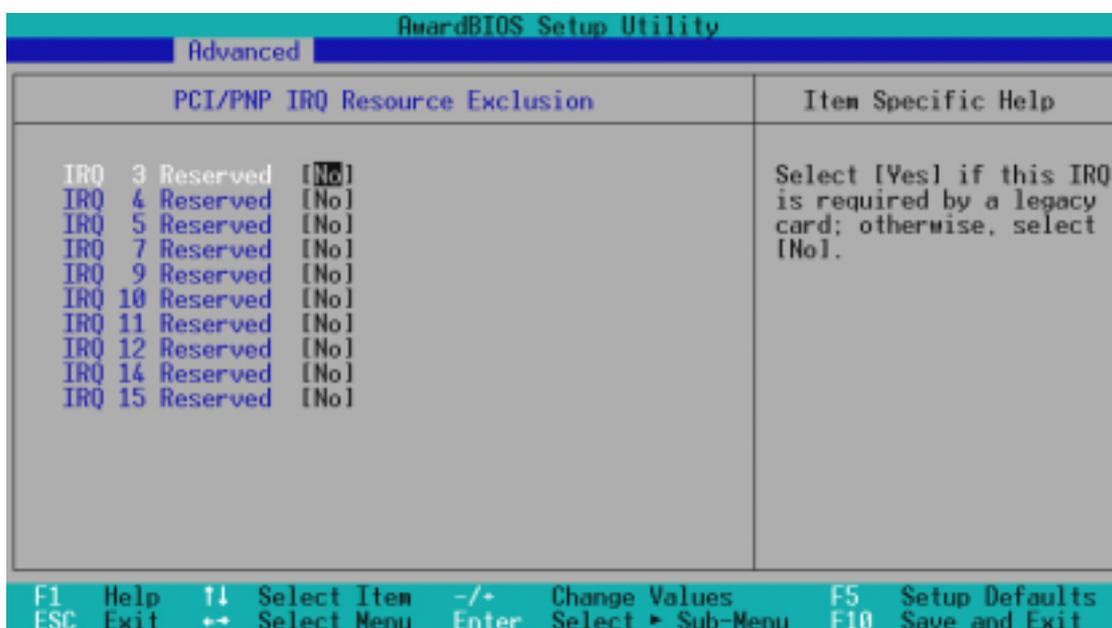 AwardBIOS Setup Utility
Advanced
PCI/PNP IRQ Resource Exclusion
IRQ 3 Reserved [No]
IRQ 4 Reserved [No]
IRQ 5 Reserved [No]
IRQ 7 Reserved [No]
IRQ 9 Reserved [No]
IRQ 10 Reserved [No]
IRQ 11 Reserved [No]
IRQ 12 Reserved [No]
IRQ 14 Reserved [No]
IRQ 15 Reserved [No]
Item Specific Help
Select [Yes] if this IRQ
is required by a legacy
card; otherwise, select
[No].
F1 Help ↑↓ Select Item -/+ Change Values F5 Setup Defaults
ESC Exit ←→ Select Menu Enter Select ► Sub-Menu F10 Save and Exit